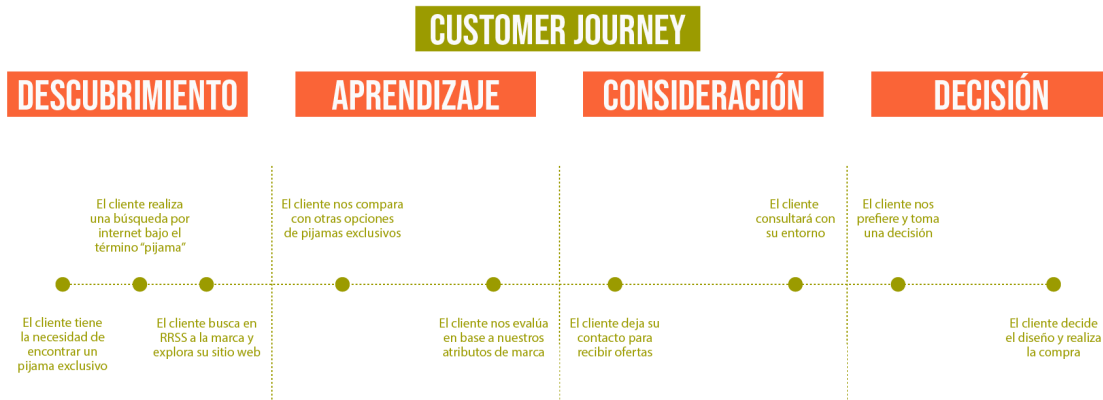 CUSTOMER JOURNEY
DESCUBRIMIENTO
APRENDIZAJE
CONSIDERACIÓN
DECISIÓN
El cliente realiza
una búsqueda por
internet bajo el
término “pijama”
El cliente nos compara
con otras opciones
de pijamas exclusivos
El cliente
consultará con
su entorno
El cliente nos
prefiere y toma
una decisión
El cliente tiene
la necesidad de
encontrar un
pijama exclusivo
El cliente busca en
RRSS a la marca y
explora su sitio web
El cliente nos evalúa
en base a nuestros
atributos de marca
El cliente deja su
contacto para
recibir ofertas
El cliente decide
el diseño y realiza
la compra